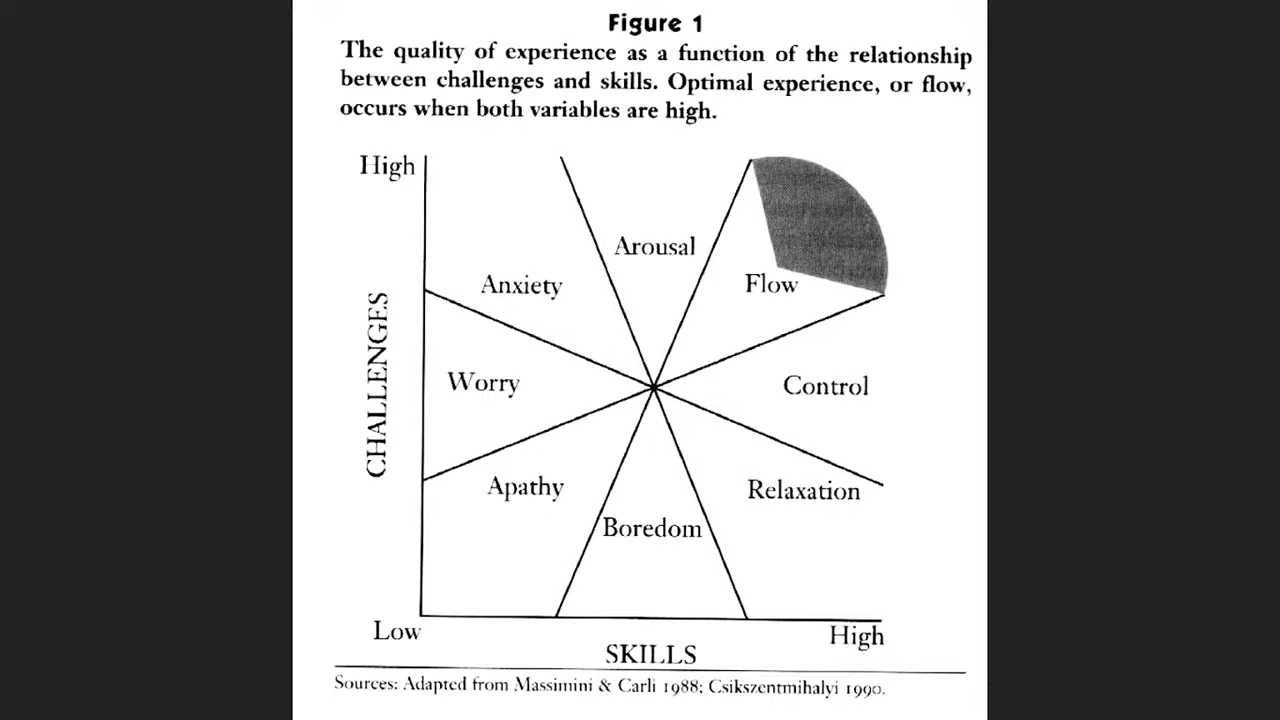 Figure 1
The quality of experience as a function of the relationship
between challenges and skills. Optimal experience, or flow,
occurs when both variables are high.
High
Arousal
Anxiety
Flow
CHALLENGES
Worry
Control
Apathy
Relaxation
Boredom
Low
High
SKILLS
Sources: Adapted from Massimini & Carli 1988; Csikszentmihalyi 1990.